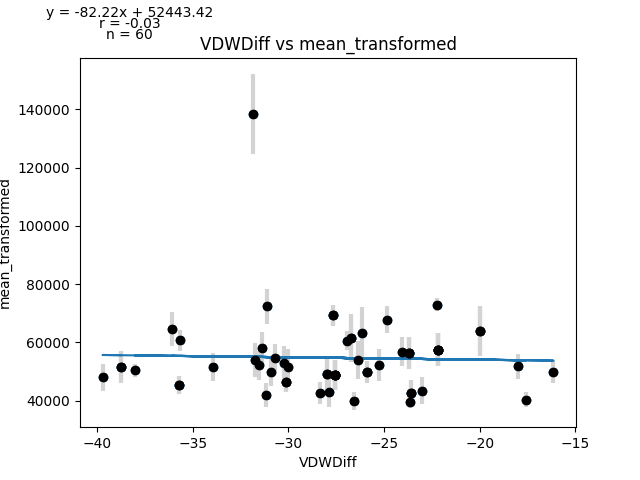 y = -82.22x + 52443.42
r = -0.03
n = 60
VDWDiff vs mean_transformed
mean_transformed
140000
120000
100000
80000
60000
40000
−40
−35
−30
−25
−20
−15
VDWDiff